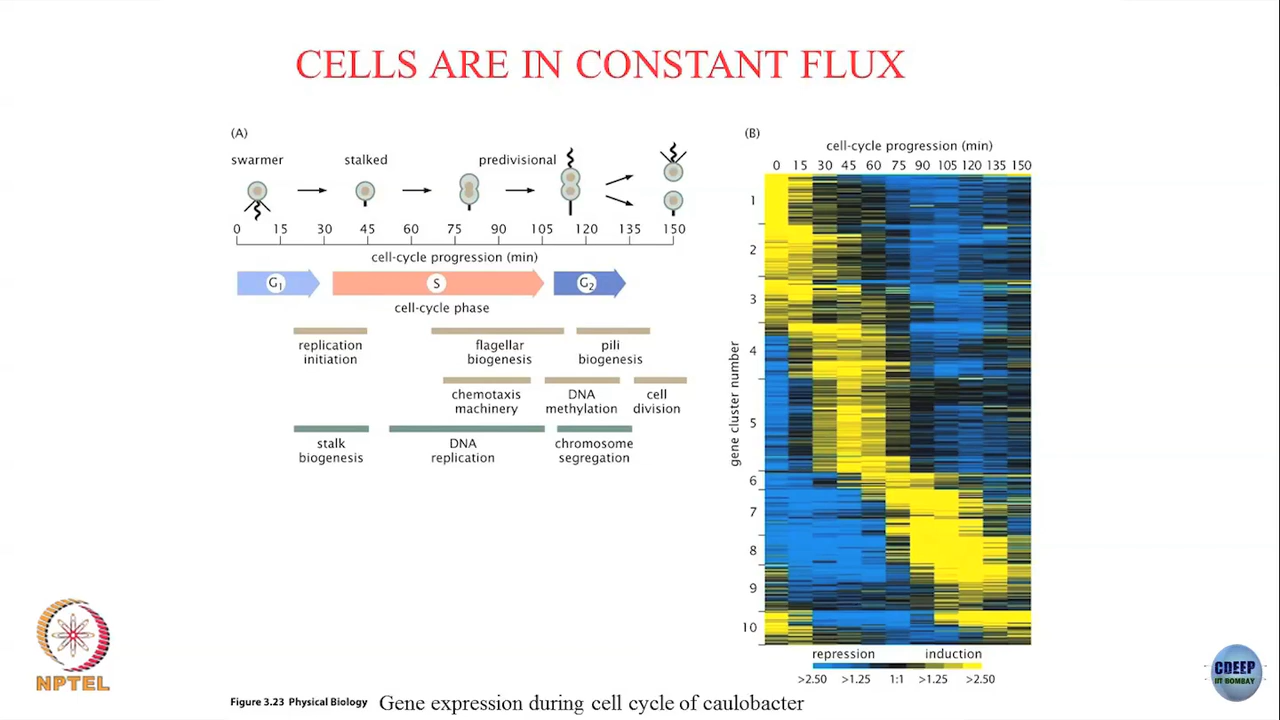 CELLS ARE IN CONSTANT FLUX
(A)
swarmer
stalked
predivisional
0 15 30 45 60 75 90 105 120 135 150
cell-cycle progression (min)
G1
S
G2
cell-cycle phase
replication
initiation
flagellar
biogenesis
pili
biogenesis
chemotaxis
machinery
DNA
methylation
cell
division
stalk
biogenesis
DNA
replication
chromosome
segregation
(B)
cell-cycle progression (min)
0 15 30 45 60 75 90 105 120 135 150
gene cluster number
1
2
3
4
5
6
7
8
9
10
repression induction
>2.50 >1.25 1:1 >1.25 >2.50
NPTEL
CDEEP
IIT BOMBAY
Figure 3.23 Physical Biology
Gene expression during cell cycle of caulobacter